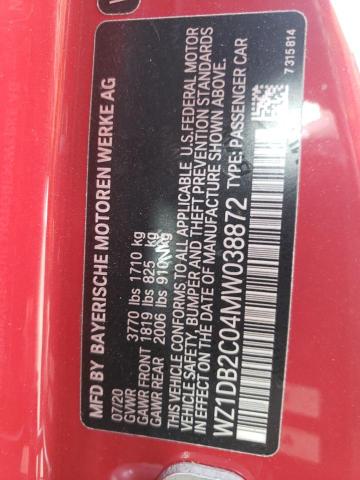 MFD BY BAYERISCHE MOTOREN WERKE AG
07/20
GVWR 3770 lbs 1710 kg
GAWR FRONT 1819 lbs 825 kg
GAWR REAR 2006 lbs 910 kg
THIS VEHICLE CONFORMS TO ALL APPLICABLE U.S.FEDERAL MOTOR
VEHICLE SAFETY, BUMPER AND THEFT PREVENTION STANDARDS
IN EFFECT ON THE DATE OF MANUFACTURE SHOWN ABOVE.
WZ1DB2C04MW038872 TYPE: PASSENGER CAR
7315814